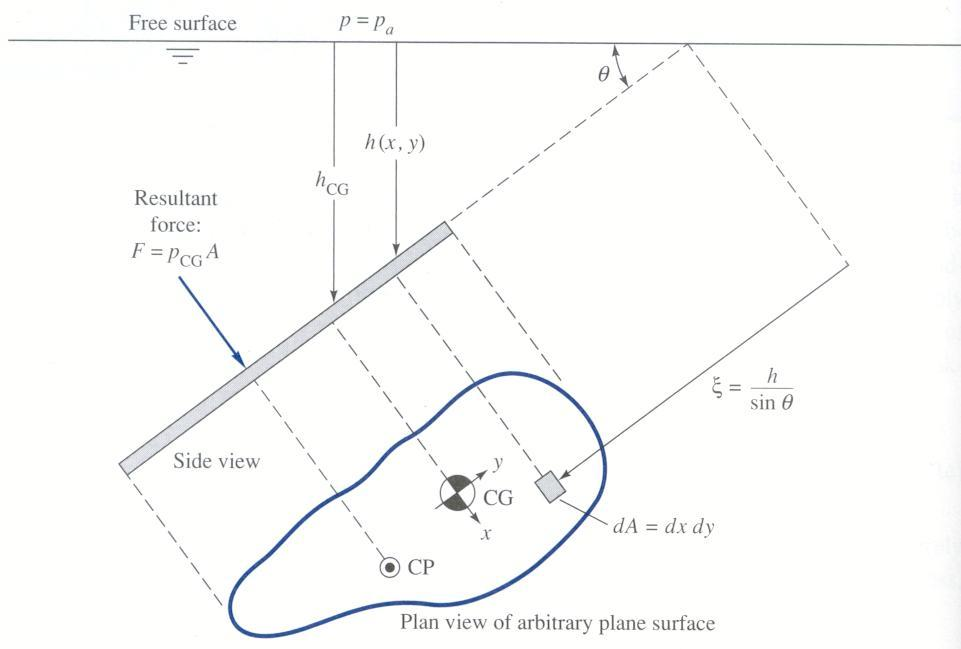 Free surface
p = pₐ
θ
h(x, y)
h_CG
Resultant
force:
F = p_CG A
ξ = h / sin θ
Side view
y
CG
x
dA = dx dy
CP
Plan view of arbitrary plane surface